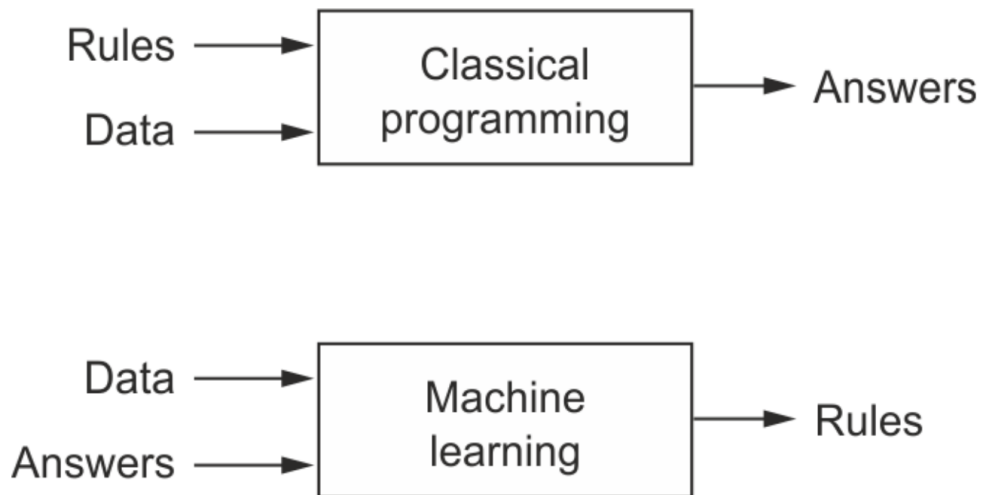 Rules
Data
Classical
programming
Answers
Data
Answers
Machine
learning
Rules